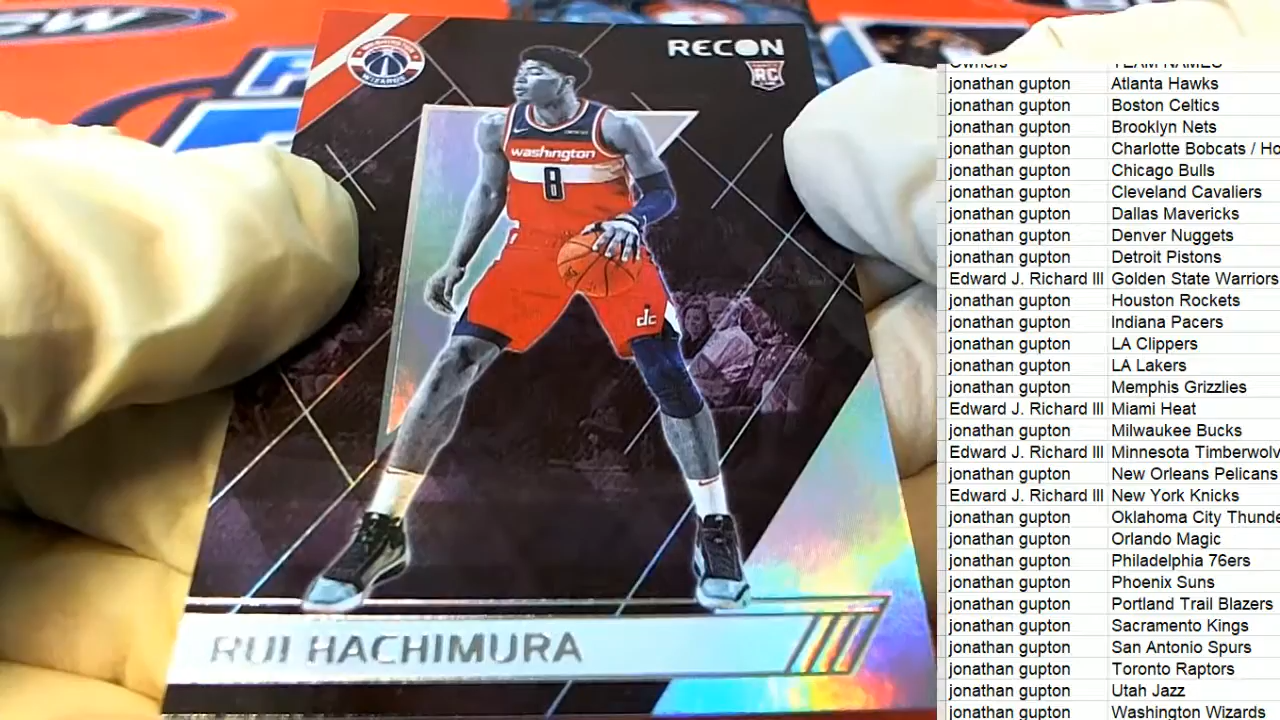 WASHINGTON
WIZARDS
RECON
RC
washington
8
dc
RUI HACHIMURA
Owners TEAM NAMES
jonathan gupton Atlanta Hawks
jonathan gupton Boston Celtics
jonathan gupton Brooklyn Nets
jonathan gupton Charlotte Bobcats / Ho
jonathan gupton Chicago Bulls
jonathan gupton Cleveland Cavaliers
jonathan gupton Dallas Mavericks
jonathan gupton Denver Nuggets
jonathan gupton Detroit Pistons
Edward J. Richard III Golden State Warriors
jonathan gupton Houston Rockets
jonathan gupton Indiana Pacers
jonathan gupton LA Clippers
jonathan gupton LA Lakers
jonathan gupton Memphis Grizzlies
Edward J. Richard III Miami Heat
jonathan gupton Milwaukee Bucks
Edward J. Richard III Minnesota Timberwolv
jonathan gupton New Orleans Pelicans
Edward J. Richard III New York Knicks
jonathan gupton Oklahoma City Thunde
jonathan gupton Orlando Magic
jonathan gupton Philadelphia 76ers
jonathan gupton Phoenix Suns
jonathan gupton Portland Trail Blazers
jonathan gupton Sacramento Kings
jonathan gupton San Antonio Spurs
jonathan gupton Toronto Raptors
jonathan gupton Utah Jazz
jonathan gupton Washington Wizards